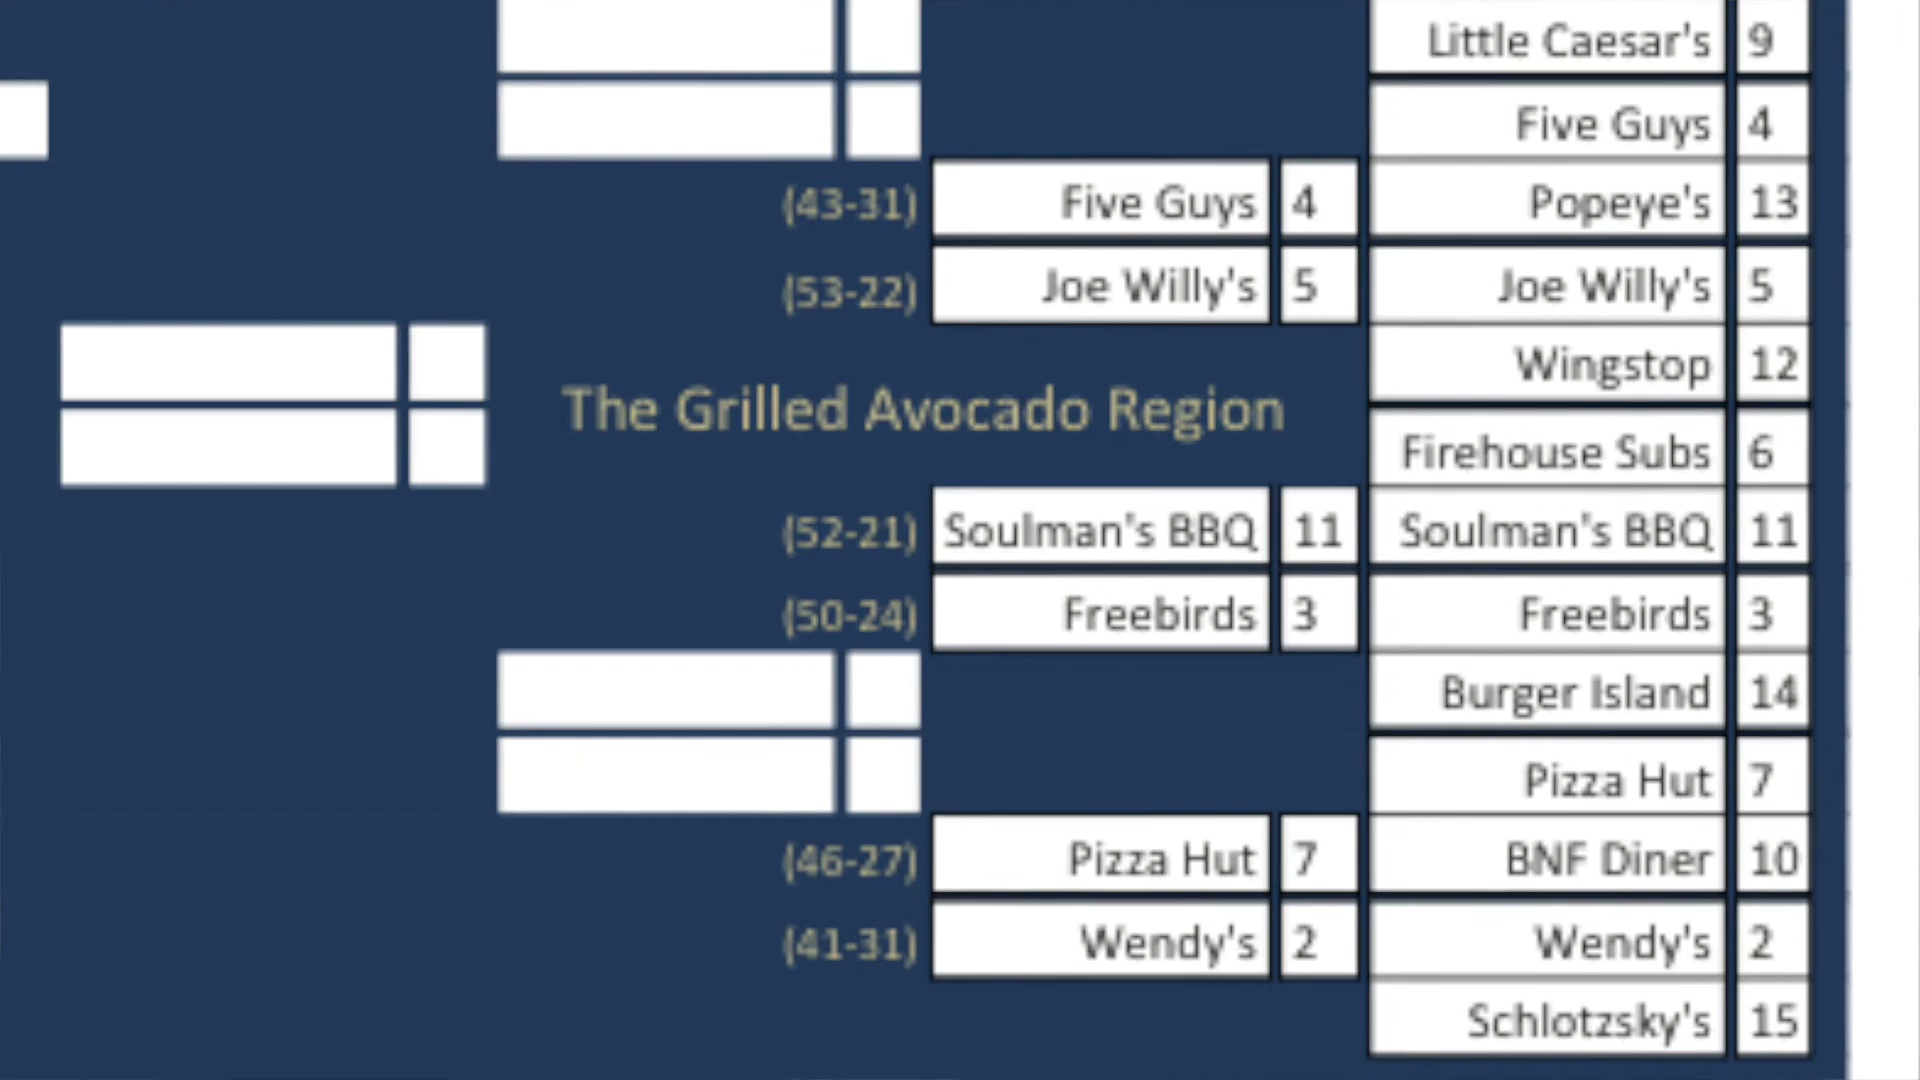 Little Caesar's 9
Five Guys 4
(43-31) Five Guys 4 Popeye's 13
(53-22) Joe Willy's 5 Joe Willy's 5
Wingstop 12
The Grilled Avocado Region
Firehouse Subs 6
(52-21) Soulman's BBQ 11 Soulman's BBQ 11
(50-24) Freebirds 3 Freebirds 3
Burger Island 14
Pizza Hut 7
(46-27) Pizza Hut 7 BNF Diner 10
(41-31) Wendy's 2 Wendy's 2
Schlotzsky's 15